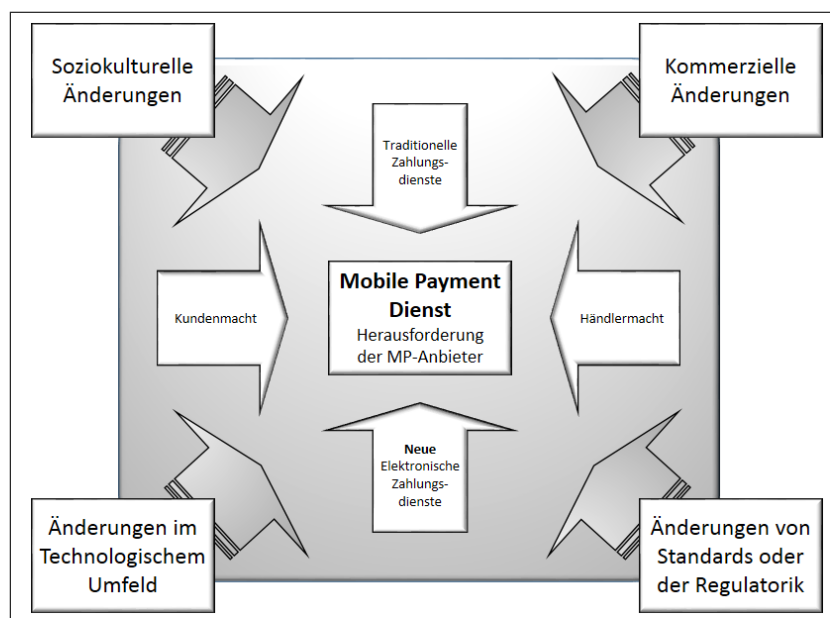 Soziokulturelle
Änderungen
Kommerzielle
Änderungen
Traditionelle
Zahlungs-
dienste
Kundenmacht
Mobile Payment
Dienst
Herausforderung
der MP-Anbieter
Händlermacht
Neue
Elektronische
Zahlungs-
dienste
Änderungen im
Technologischem
Umfeld
Änderungen von
Standards oder
der Regulatorik